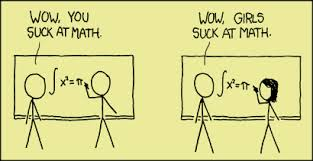 WOW, YOU
SUCK AT MATH.
∫x²=π
WOW, GIRLS
SUCK AT MATH.
∫x²=π